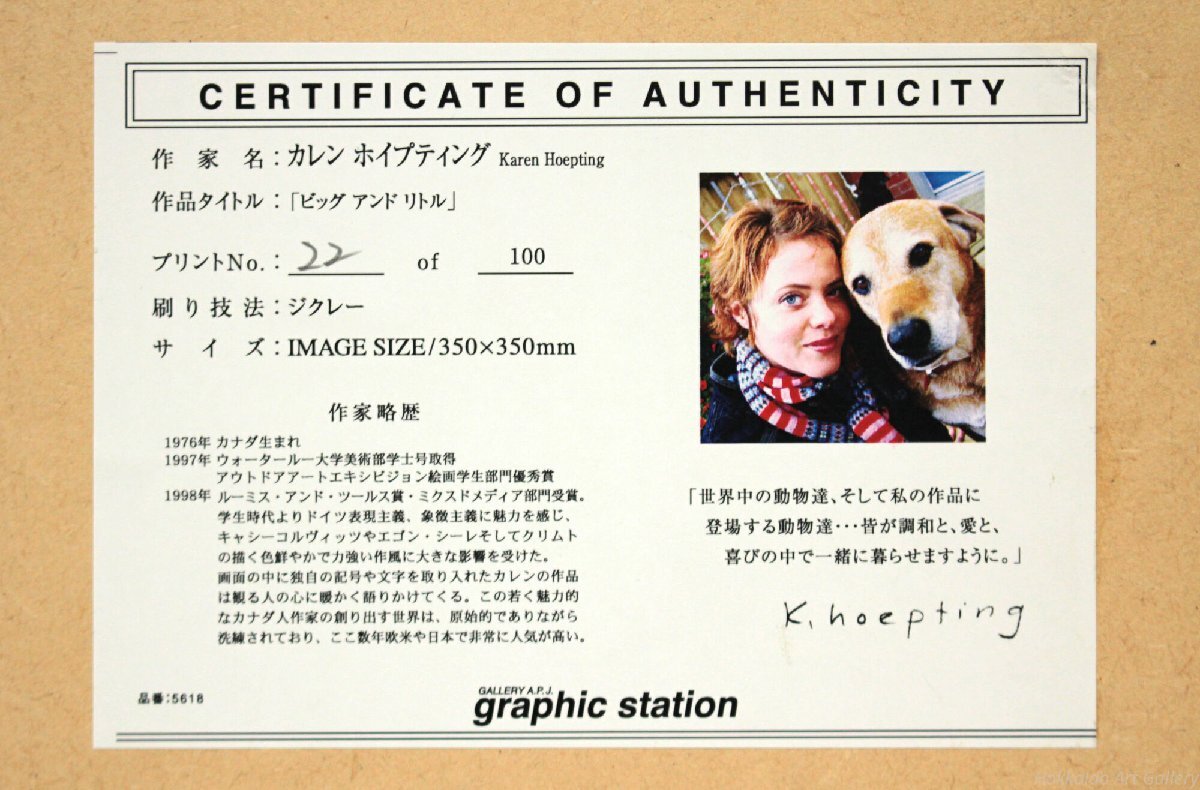 CERTIFICATE OF AUTHENTICITY
作家名：カレン ホイプティング Karen Hoepting
作品タイトル：「ビッグ アンド リトル」
プリントNo.： 22 of 100
刷り技法：ジクレー
サイズ：IMAGE SIZE/350×350mm
作家略歴
1976年 カナダ生まれ
1997年 ウォータールー大学美術部学士号取得
アウトドアアートエキシビジョン絵画学生部門優秀賞
1998年 ルーミス・アンド・ツールス賞・ミクスドメディア部門受賞。
学生時代よりドイツ表現主義、象徴主義に魅力を感じ、
キャシーコルヴィッツやエゴン・シーレそしてクリムト
の描く色鮮やかで力強い作風に大きな影響を受けた。
画面の中に独自の記号や文字を取り入れたカレンの作品
は観る人の心に暖かく語りかけてくる。この若く魅力的
なカナダ人作家の創り出す世界は、原始的でありながら
洗練されており、ここ数年欧米や日本で非常に人気が高い。
「世界中の動物達、そして私の作品に
登場する動物達･･･皆が調和と、愛と、
喜びの中で一緒に暮らせますように。」
K. hoepting
品番：5618
GALLERY A.P.J.
graphic station
Hokkaido Art Gallery